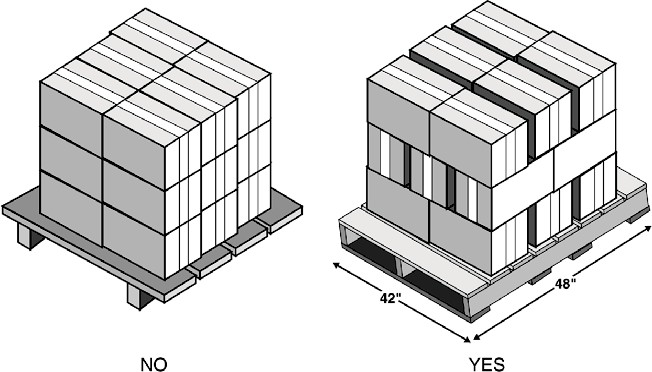 42"
48"
NO
YES